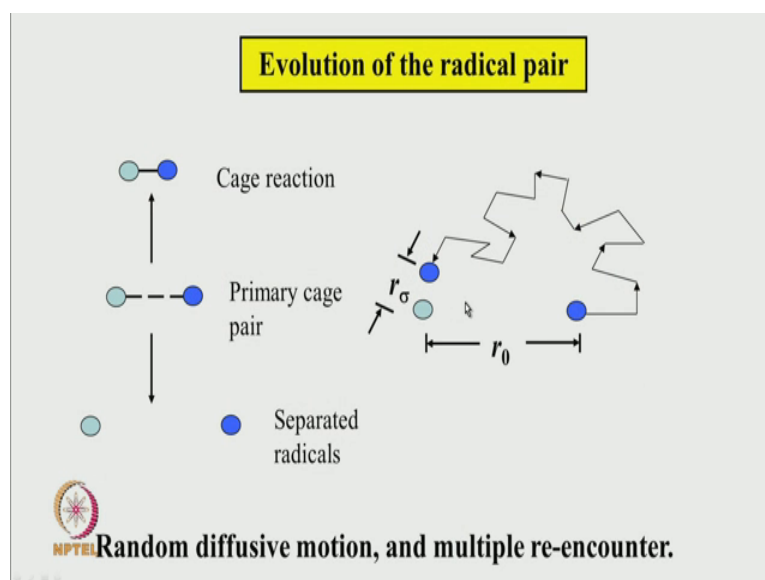 Evolution of the radical pair
Cage reaction
Primary cage
pair
Separated
radicals
rσ
r0
NPTEL
Random diffusive motion, and multiple re-encounter.